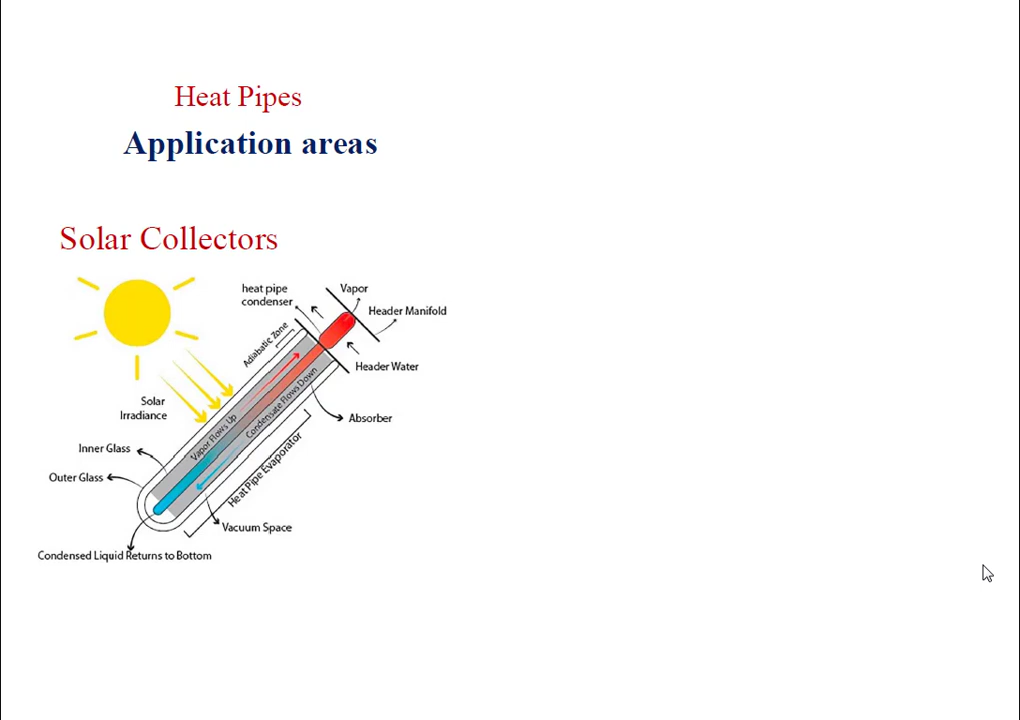 Heat Pipes
Application areas
Solar Collectors
heat pipe
condenser
Vapor
Header Manifold
Adiabatic Zone
Header Water
Solar
Irradiance
Absorber
Vapor Flows Up
Condensate Flows Down
Inner Glass
Outer Glass
Heat Pipe Evaporator
Vacuum Space
Condensed Liquid Returns to Bottom